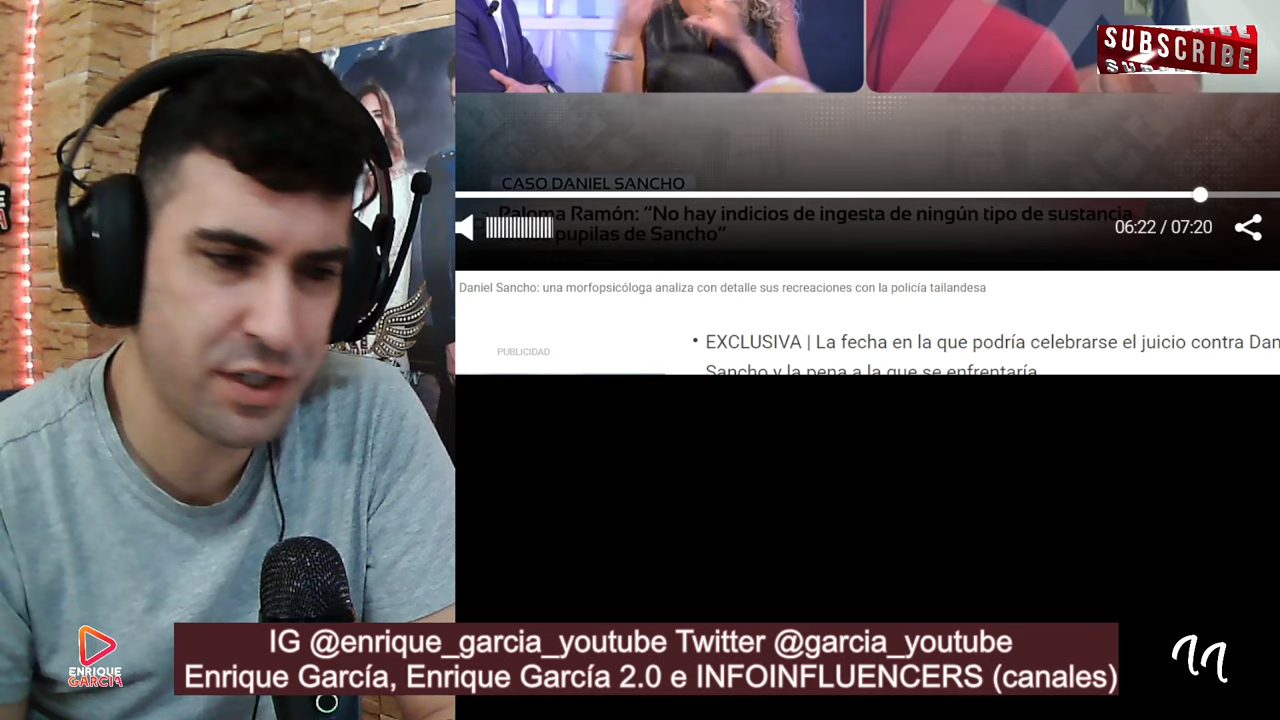 SUBSCRIBE
CASO DANIEL SANCHO
Paloma Ramón: "No hay indicios de ingesta de ningún tipo de sustancia
pupilas de Sancho"
06:22 / 07:20
Daniel Sancho: una morfopsicóloga analiza con detalle sus recreaciones con la policía tailandesa
PUBLICIDAD
• EXCLUSIVA | La fecha en la que podría celebrarse el juicio contra Dan
Sancho y la pena a la que se enfrentaría
IG @enrique_garcia_youtube Twitter @garcia_youtube
Enrique García, Enrique García 2.0 e INFOINFLUENCERS (canales)
ENRIQUE
GARCÍA